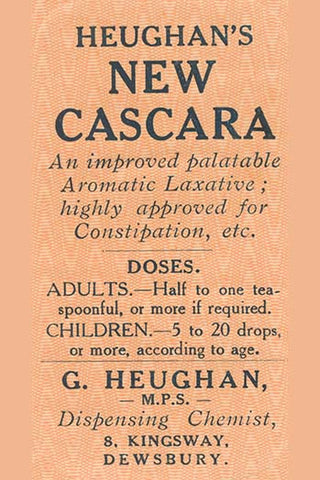 HEUGHAN'S
NEW
CASCARA
An improved palatable
Aromatic Laxative ;
highly approved for
Constipation, etc.
DOSES.
ADULTS.—Half to one tea-
spoonful, or more if required.
CHILDREN.—5 to 20 drops,
or more, according to age.
G. HEUGHAN,
— M.P.S. —
Dispensing Chemist,
8, KINGSWAY,
DEWSBURY.